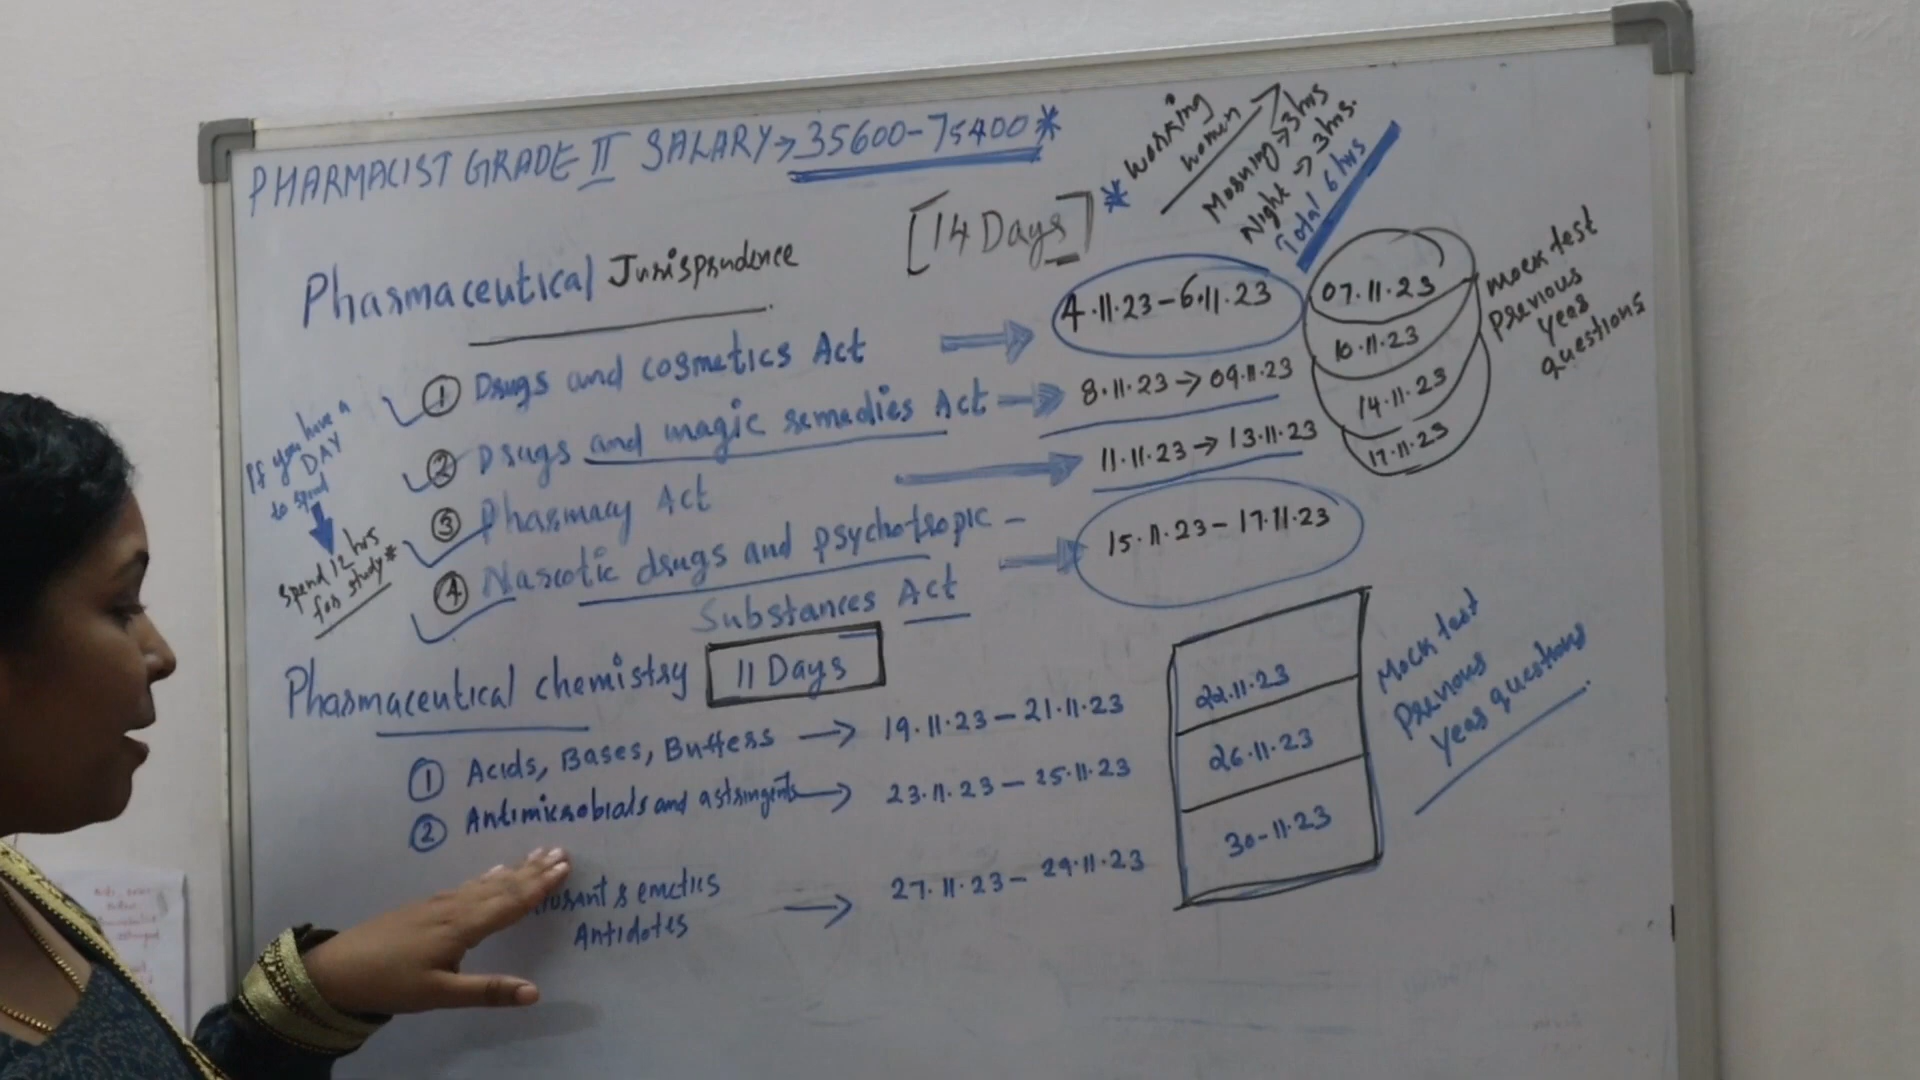 PHARMACIST GRADE II SALARY → 35600-75400*
* Working women
Morning → 3hrs
Night → 3hrs.
Total 6 hrs
[14 Days]
Pharmaceutical Jurisprudence
① Drugs and cosmetics Act
4.11.23 - 6.11.23
② Drugs and magic remedies Act
8.11.23 → 09.11.23
③ Pharmacy Act
11.11.23 → 13.11.23
④ Narcotic drugs and psychotropic -
Substances Act
15.11.23 - 17.11.23
07.11.23
10.11.23
14.11.23
17.11.23
mock test
previous
year
questions
If you have a
DAY
to spend
spend 12 hrs
for study*
Pharmaceutical chemistry
11 Days
① Acids, Bases, Buffers → 19.11.23 - 21.11.23
② Antimicrobials and astringents → 23.11.23 - 25.11.23
& emetics
Antidotes
→ 27.11.23 - 29.11.23
22.11.23
26.11.23
30-11.23
Mock test
Previous
Year questions